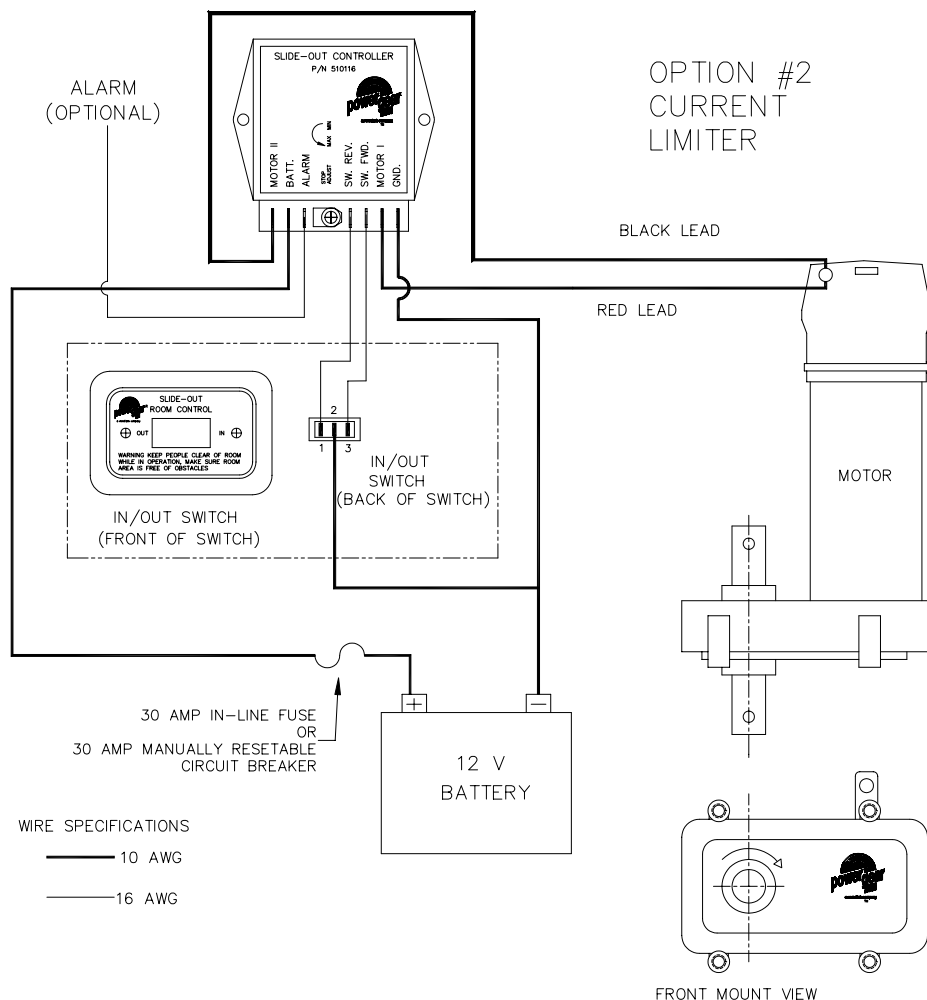 OPTION #2
CURRENT
LIMITER
ALARM
(OPTIONAL)
SLIDE-OUT CONTROLLER
P/N 510116
power gear
MOTOR II
BATT.
ALARM
STOP
ADJUST
MAX
MIN
SW. REV.
SW. FWD.
MOTOR I
GND.
BLACK LEAD
RED LEAD
SLIDE-OUT
ROOM CONTROL
OUT
IN
WARNING KEEP PEOPLE CLEAR OF ROOM
WHILE IN OPERATION, MAKE SURE ROOM
AREA IS FREE OF OBSTACLES
IN/OUT SWITCH
(FRONT OF SWITCH)
2
1
3
IN/OUT
SWITCH
(BACK OF SWITCH)
MOTOR
30 AMP IN-LINE FUSE
OR
30 AMP MANUALLY RESETABLE
CIRCUIT BREAKER
+
−
12 V
BATTERY
WIRE SPECIFICATIONS
10 AWG
16 AWG
power gear
FRONT MOUNT VIEW